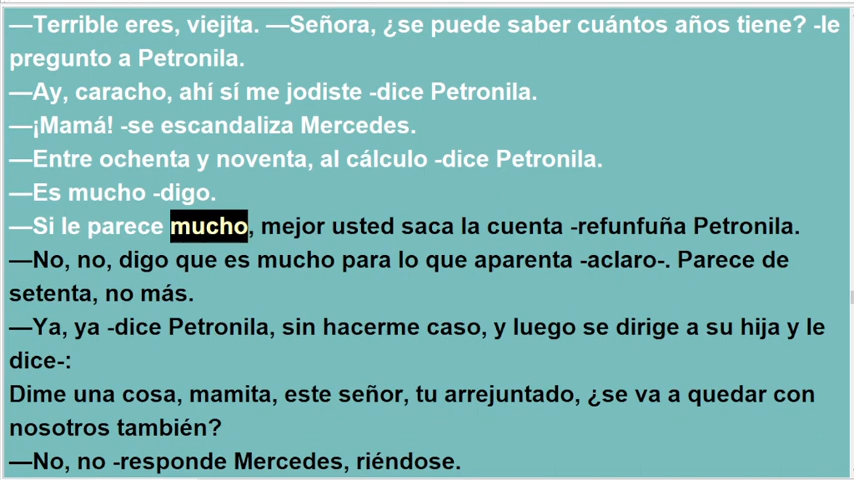 —Terrible eres, viejita. —Señora, ¿se puede saber cuántos años tiene? -le
pregunto a Petronila.
—Ay, caracho, ahí sí me jodiste -dice Petronila.
—¡Mamá! -se escandaliza Mercedes.
—Entre ochenta y noventa, al cálculo -dice Petronila.
—Es mucho -digo.
—Si le parece mucho, mejor usted saca la cuenta -refunfuña Petronila.
—No, no, digo que es mucho para lo que aparenta -aclaro-. Parece de
setenta, no más.
—Ya, ya -dice Petronila, sin hacerme caso, y luego se dirige a su hija y le
dice-:
Dime una cosa, mamita, este señor, tu arrejuntado, ¿se va a quedar con
nosotros también?
—No, no -responde Mercedes, riéndose.